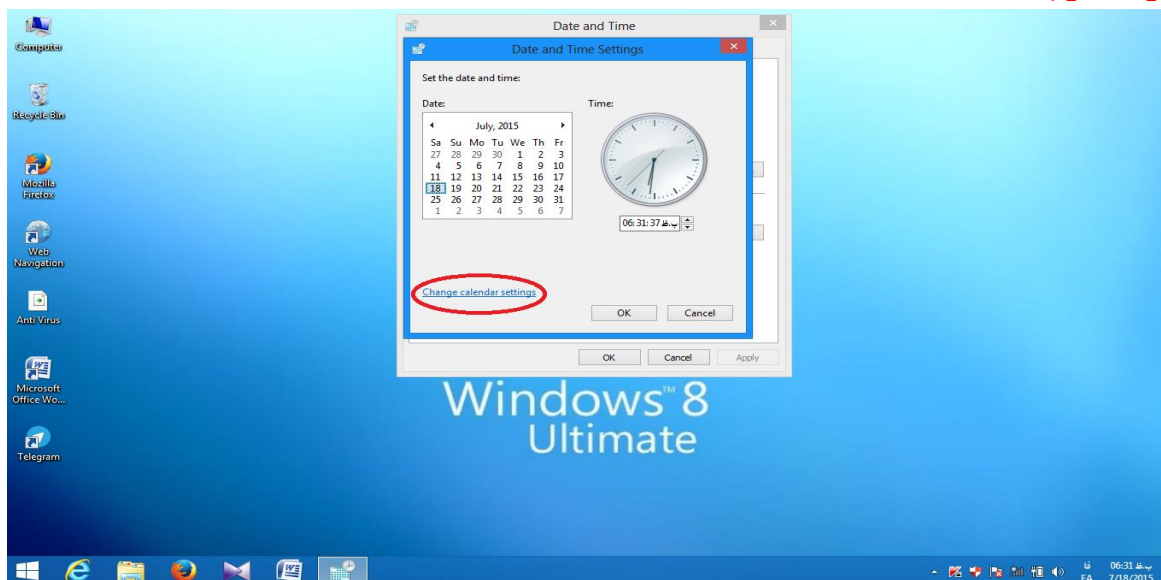 Computer
Recycle Bin
Mozilla
Firefox
Web
Navigation
Anti Virus
Microsoft
Office Wo...
Telegram
Date and Time
Date and Time Settings
Set the date and time:
Date:
Time:
July, 2015
Sa Su Mo Tu We Th Fr
27 28 29 30 1 2 3
4 5 6 7 8 9 10
11 12 13 14 15 16 17
18 19 20 21 22 23 24
25 26 27 28 29 30 31
1 2 3 4 5 6 7
06:31:37 ب.ظ
Change calendar settings
OK Cancel
OK Cancel Apply
Windows™ 8
Ultimate
فا
FA
06:31 ب.ظ
7/18/2015